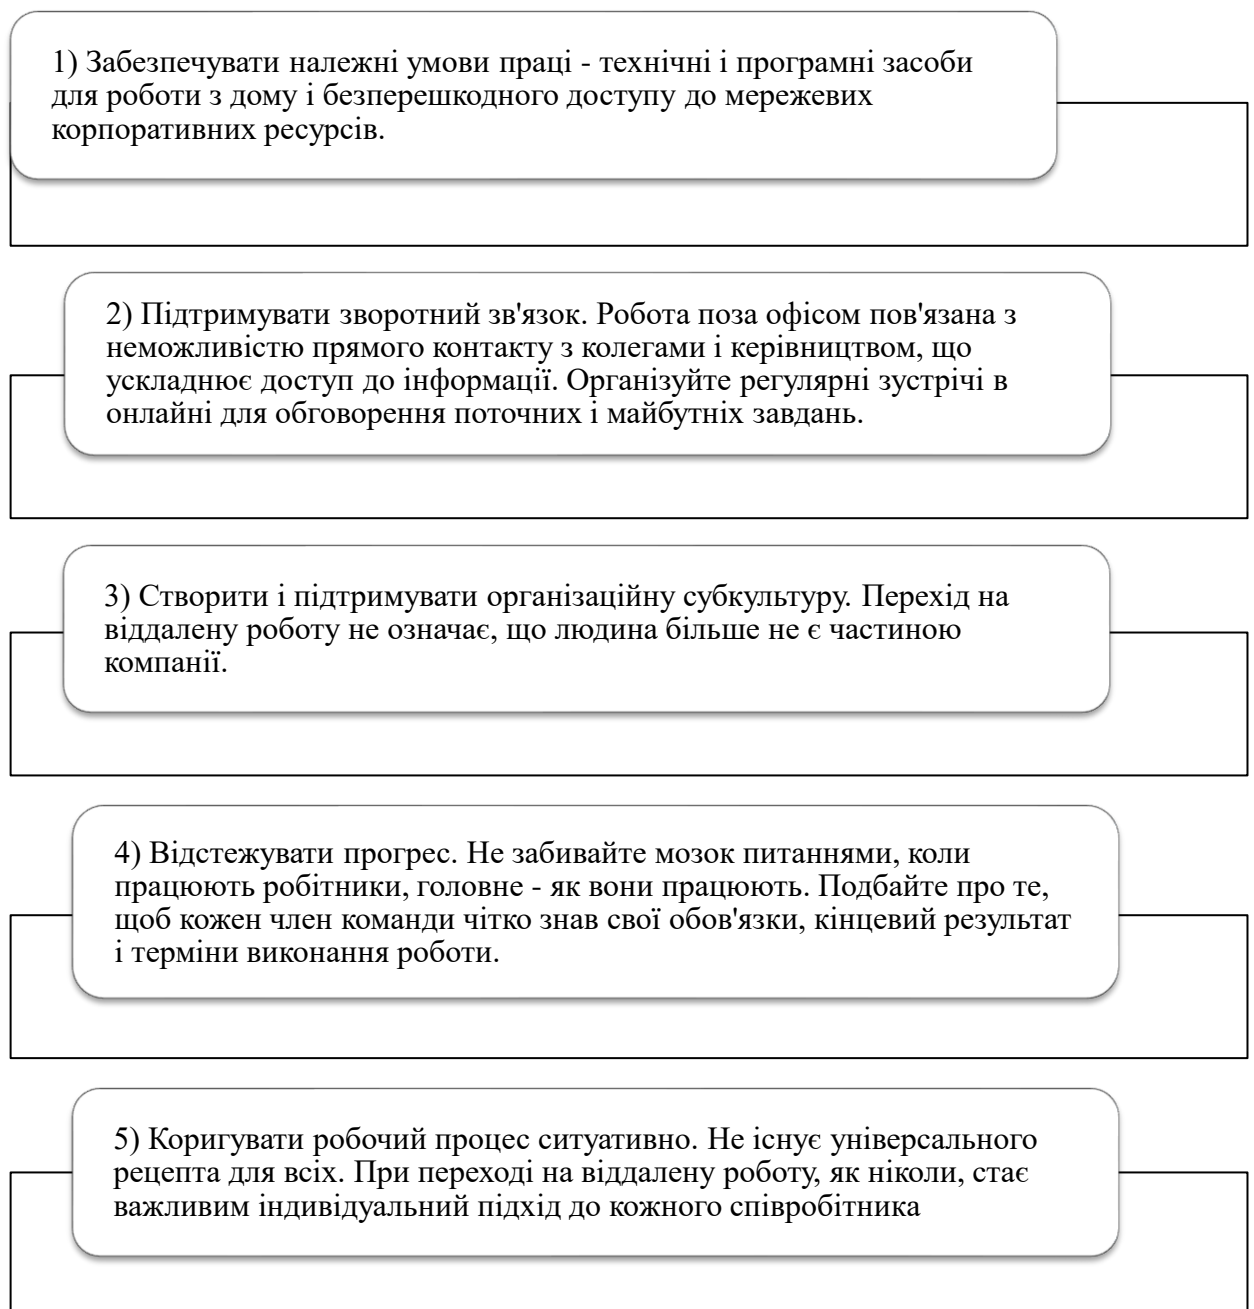 1) Забезпечувати належні умови праці - технічні і програмні засоби
для роботи з дому і безперешкодного доступу до мережевих
корпоративних ресурсів.
2) Підтримувати зворотний зв'язок. Робота поза офісом пов'язана з
неможливістю прямого контакту з колегами і керівництвом, що
ускладнює доступ до інформації. Організуйте регулярні зустрічі в
онлайні для обговорення поточних і майбутніх завдань.
3) Створити і підтримувати організаційну субкультуру. Перехід на
віддалену роботу не означає, що людина більше не є частиною
компанії.
4) Відстежувати прогрес. Не забивайте мозок питаннями, коли
працюють робітники, головне - як вони працюють. Подбайте про те,
щоб кожен член команди чітко знав свої обов'язки, кінцевий результат
і терміни виконання роботи.
5) Коригувати робочий процес ситуативно. Не існує універсального
рецепта для всіх. При переході на віддалену роботу, як ніколи, стає
важливим індивідуальний підхід до кожного співробітника